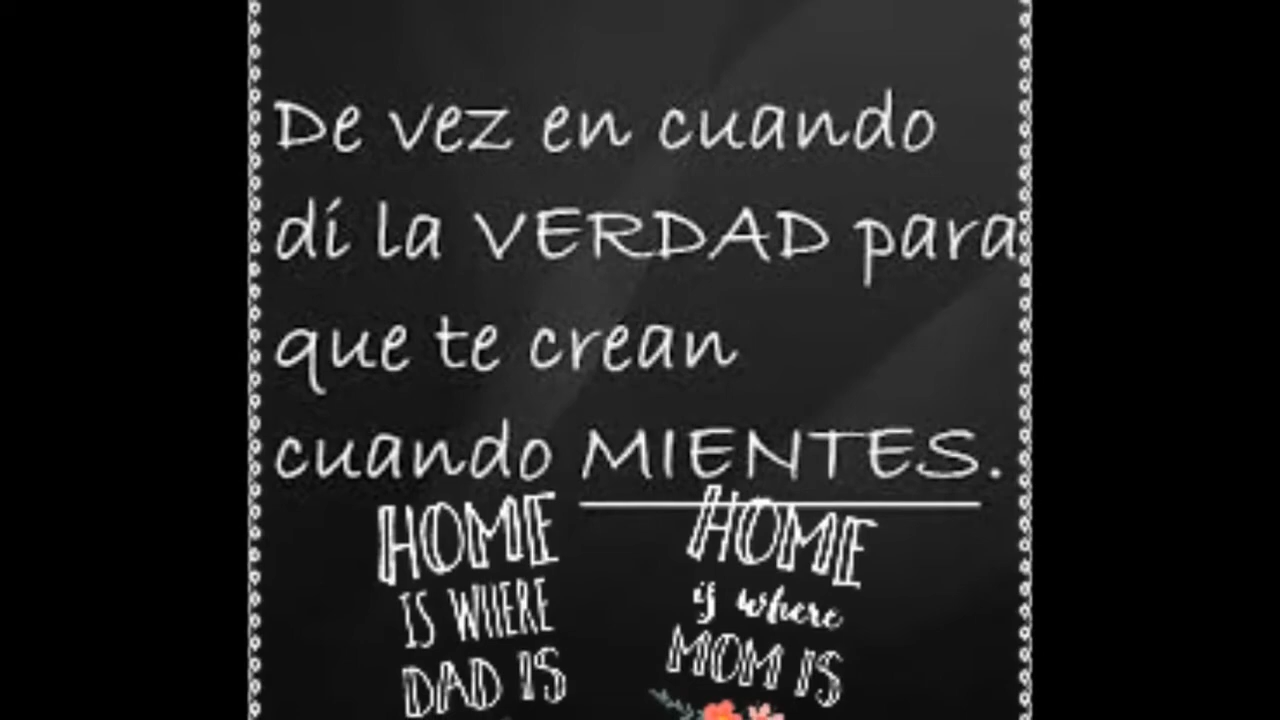 De vez en cuando
dí la VERDAD para
que te crean
cuando MIENTES.
HOME
IS WHERE
DAD IS
HOME
is where
MOM IS